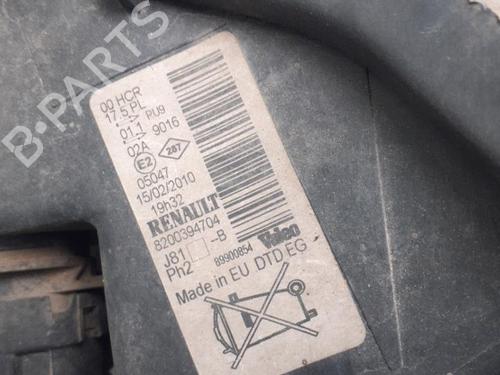 B-PARTS
00 HCR
17.5 PL
01.1 PU9
02A 9016
E2 287
05047
15/02/2010
19h32
RENAULT
8200394704
J81 -B
Ph2 89900854 Valeo
Made in EU DTD EG